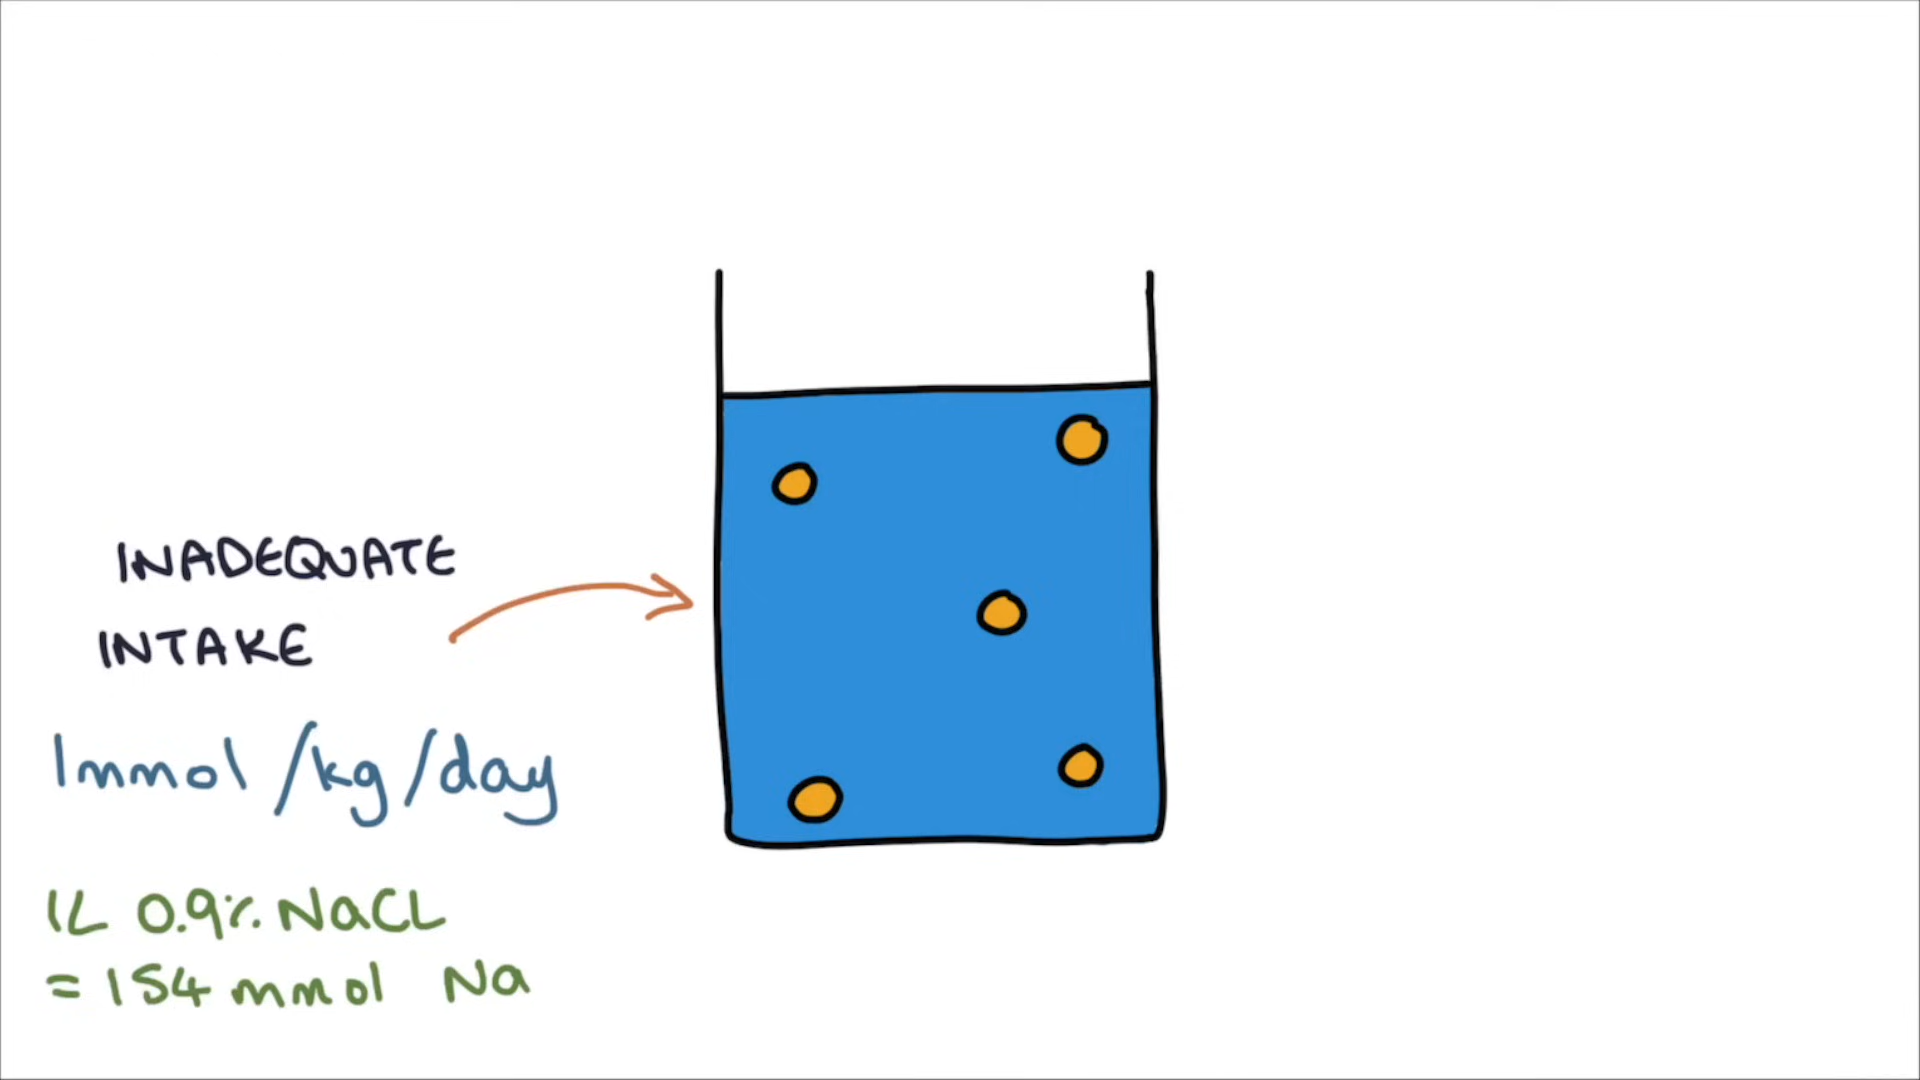 INADEQUATE
INTAKE
1mmol/kg/day
1L 0.9% NaCL
= 154 mmol Na